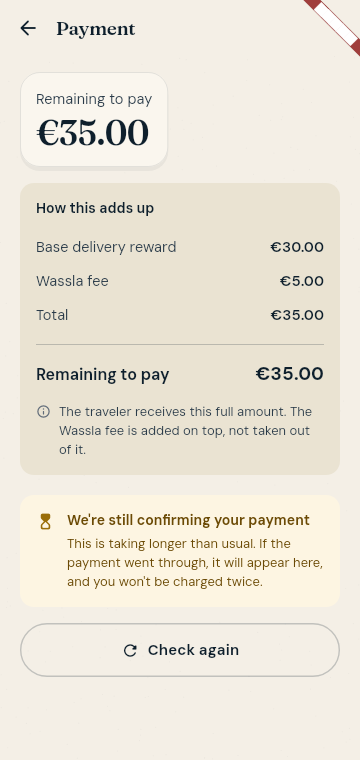 Payment
Remaining to pay
€35.00
How this adds up
Base delivery reward €30.00
Wassla fee €5.00
Total €35.00
Remaining to pay €35.00
The traveler receives this full amount. The
Wassla fee is added on top, not taken out
of it.
We're still confirming your payment
This is taking longer than usual. If the
payment went through, it will appear here,
and you won't be charged twice.
Check again